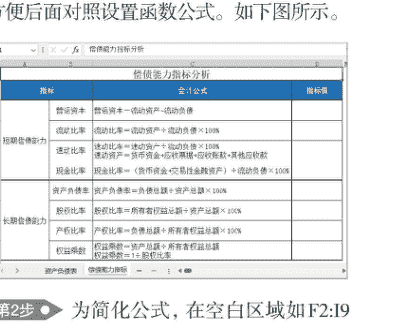 方便后面对照设置函数公式。如下图所示。
偿债能力指标分析
偿债能力指标分析
指标 会计公式 指标值
短期偿债能力
营运资本 营运资本=流动资产-流动负债
流动比率 流动比率=流动资产÷流动负债×100%
速动比率 速动比率=速动资产÷流动负债×100%
速动资产=货币资金+应收票据+应收账款+其他应收款
现金比率 现金比率=（货币资金+交易性金融资产）÷流动负债×100%
长期偿债能力
资产负债率 资产负债率=负债总额÷资产总额×100%
股权比率 股权比率=所有者权益总额÷资产总额×100%
产权比率 产权比率=负债总额÷所有者权益总额×100%
权益乘数 权益乘数=资产总额÷所有者权益总额
权益乘数=1÷股权比率
资产负债表 偿债能力指标
第2步 为简化公式，在空白区域如F2:I9